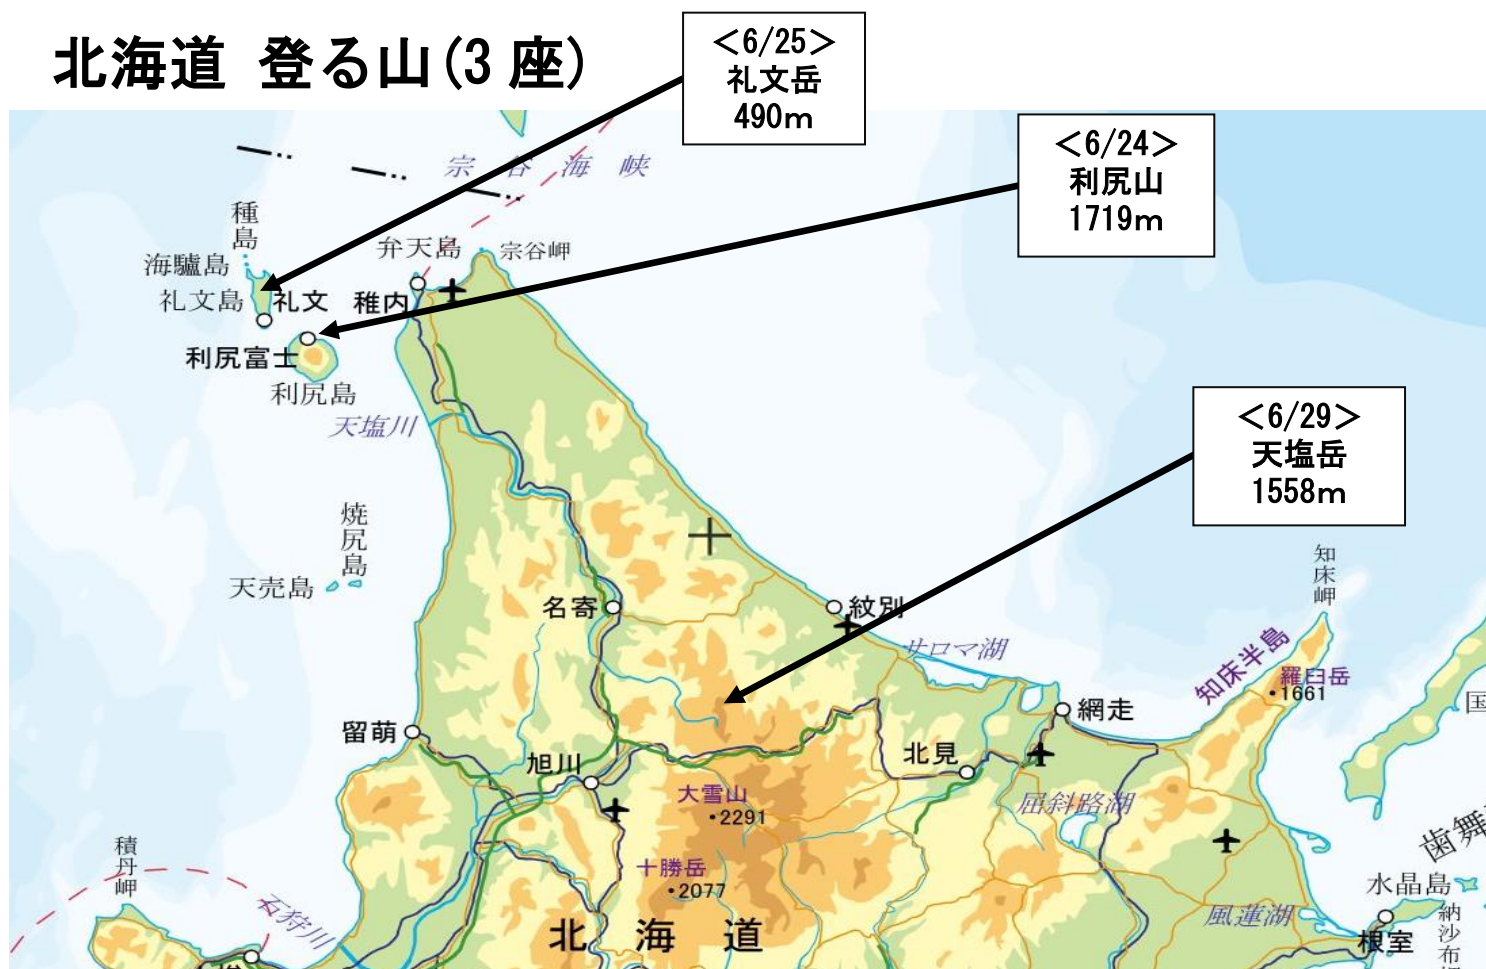 北海道 登る山(3座)
<6/25>
礼文岳
490m
<6/24>
利尻山
1719m
<6/29>
天塩岳
1558m
宗谷海峡
種島
海驢島
礼文島
礼文
弁天島
宗谷岬
稚内
利尻富士
利尻島
天塩川
焼尻島
天売島
名寄
紋別
サロマ湖
知床岬
知床半島
羅臼岳
1661
網走
留萌
旭川
北見
大雪山
2291
屈斜路湖
十勝岳
2077
積丹岬
石狩川
北海道
歯舞
水晶島
風蓮湖
根室
納沙布
国